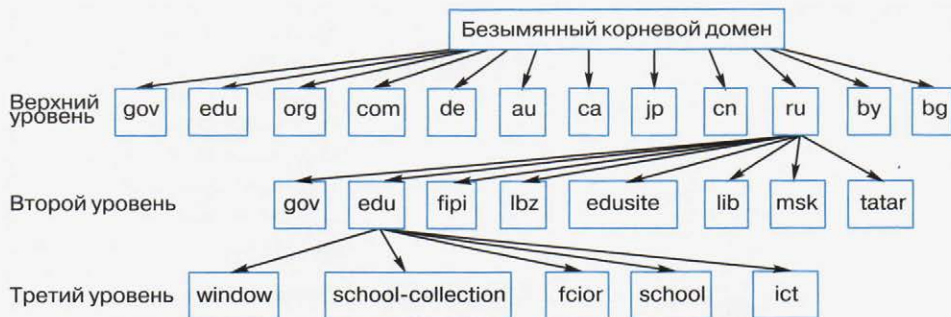 Безымянный корневой домен
Верхний
уровень
gov edu org com de au ca jp cn ru by bg
Второй уровень
gov edu fipi lbz edusite lib msk tatar
Третий уровень
window school-collection fcior school ict